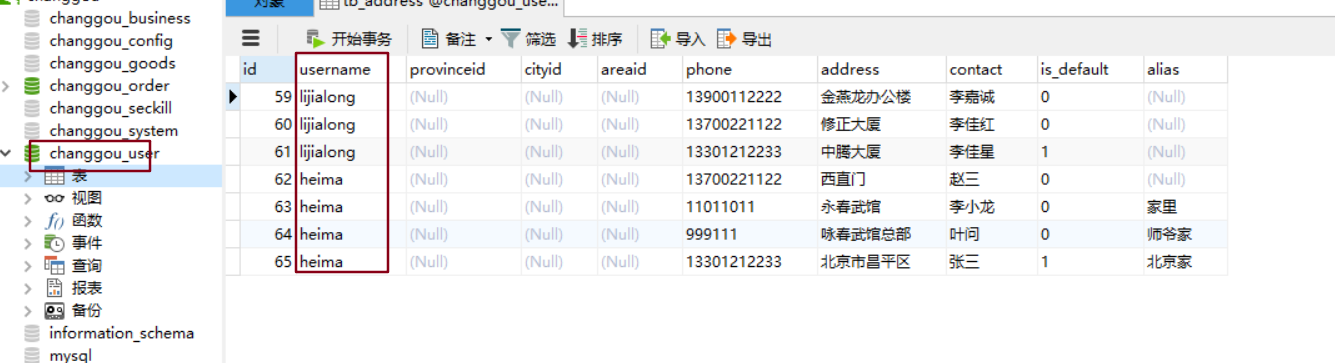 changgou
对象
tb_address @changgou_use...
changgou_business
changgou_config
changgou_goods
changgou_order
changgou_seckill
changgou_system
changgou_user
表
视图
f()
函数
事件
查询
报表
备份
information_schema
mysql
开始事务 备注 筛选 排序 导入 导出
id username provinceid cityid areaid phone address contact is_default alias
59 lijialong (Null) (Null) (Null) 13900112222 金燕龙办公楼 李嘉诚 0 (Null)
60 lijialong (Null) (Null) (Null) 13700221122 修正大厦 李佳红 0 (Null)
61 lijialong (Null) (Null) (Null) 13301212233 中腾大厦 李佳星 1 (Null)
62 heima (Null) (Null) (Null) 13700221122 西直门 赵三 0 (Null)
63 heima (Null) (Null) (Null) 11011011 永春武馆 李小龙 0 家里
64 heima (Null) (Null) (Null) 999111 咏春武馆总部 叶问 0 师爷家
65 heima (Null) (Null) (Null) 13301212233 北京市昌平区 张三 1 北京家